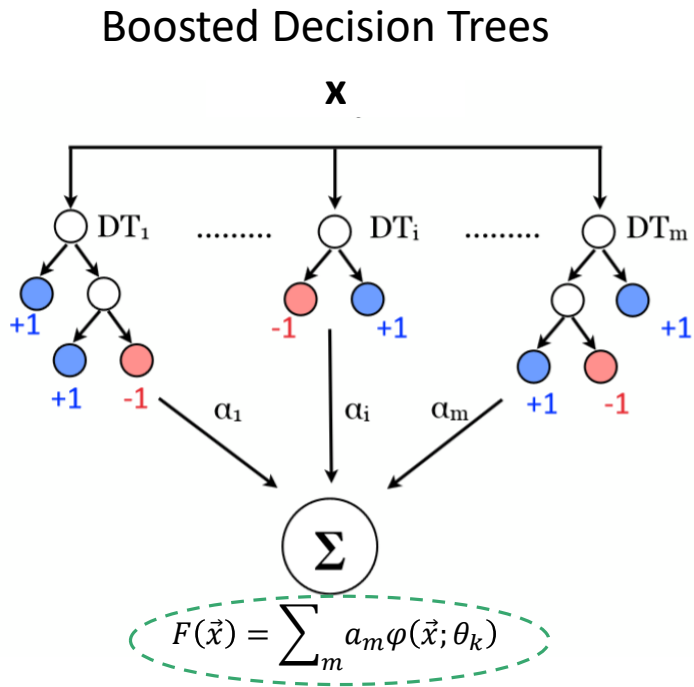 Boosted Decision Trees
x
DT₁ ......... DTᵢ ......... DTₘ
+1 -1 +1 +1
+1 -1 +1 -1
α₁ αᵢ αₘ
Σ
F(x⃗) = ∑ₘ aₘφ(x⃗; θₖ)